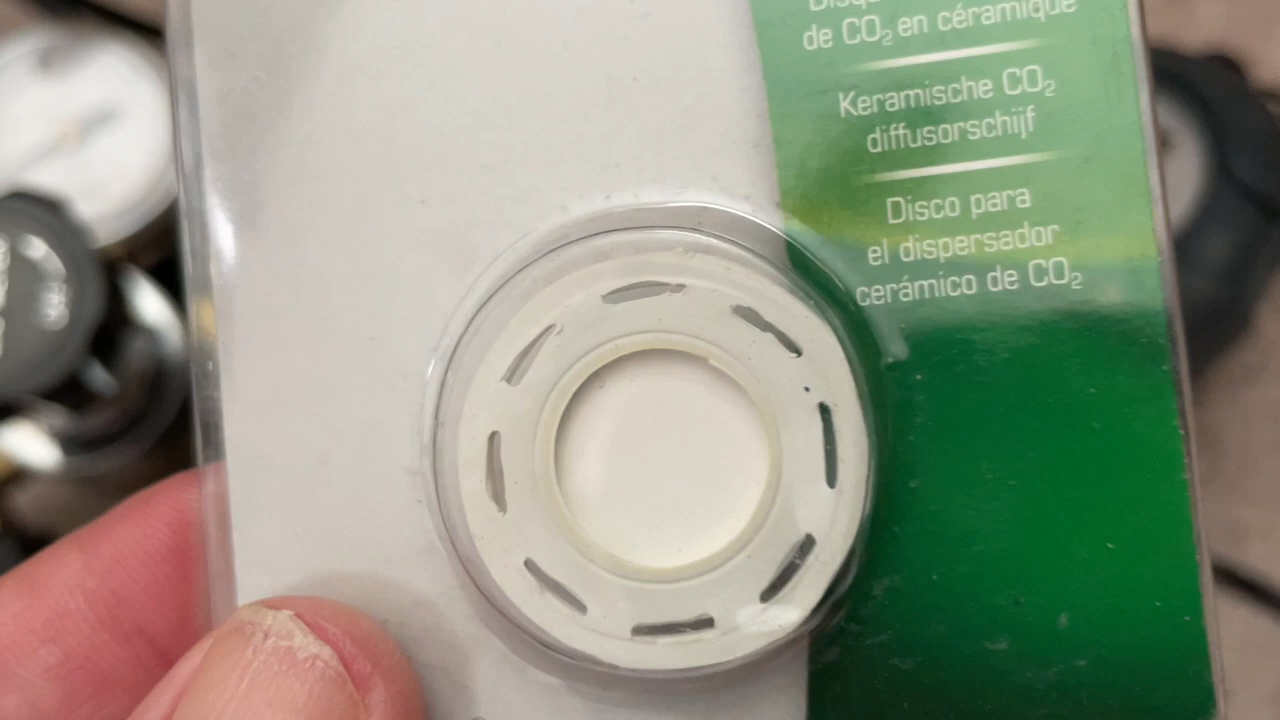 de CO₂ en céramique
Keramische CO₂
diffusorschijf
Disco para
el dispersador
cerámico de CO₂